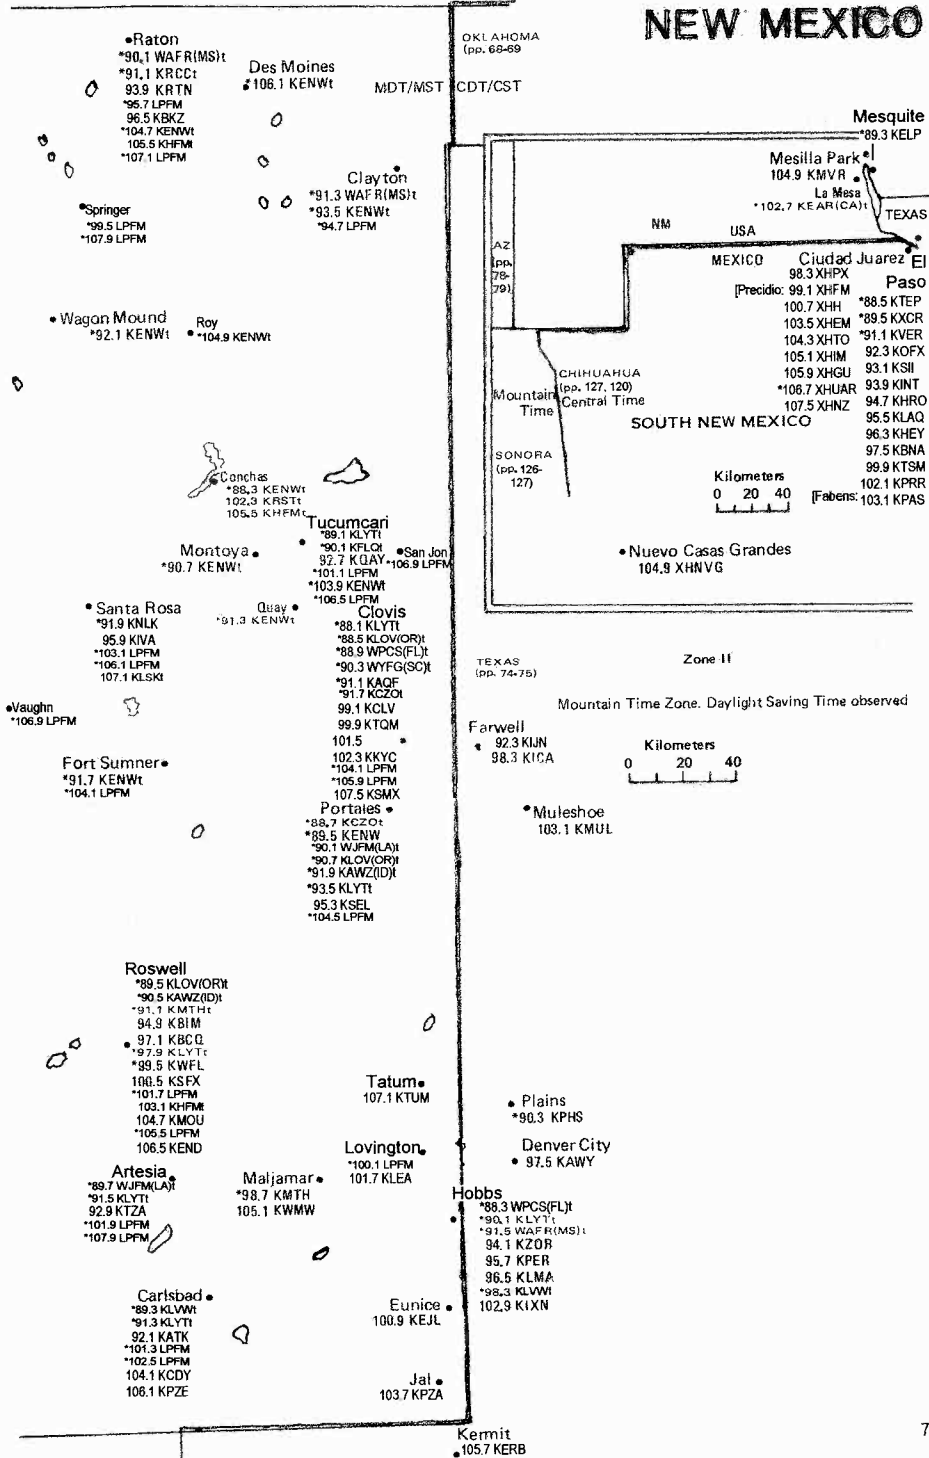 NEW MEXICO
OKLAHOMA
(pp. 68-69
MDT/MST CDT/CST
Raton
*90.1 WAFR(MS)t
*91.1 KRCCt
93.9 KRTN
*95.7 LPFM
96.5 KBKZ
*104.7 KENWt
105.5 KHFMt
*107.1 LPFM
Des Moines
106.1 KENWt
Clayton
*91.3 WAFR(MS)t
*93.5 KENWt
*94.7 LPFM
Springer
*99.5 LPFM
*107.9 LPFM
Wagon Mound
*92.1 KENWt
Roy
*104.9 KENWt
Conchas
*88.3 KENWt
102.3 KRSTt
105.5 KHFMt
Tucumcari
*89.1 KLYTt
*90.1 KFLQt
92.7 KQAY
*101.1 LPFM
*103.9 KENWt
*106.5 LPFM
San Jon
*106.9 LPFM
Montoya
*90.7 KENWt
Santa Rosa
*91.9 KNLK
95.9 KIVA
*103.1 LPFM
*106.1 LPFM
107.1 KLSKt
Quay
*91.3 KENWt
Clovis
*88.1 KLYTt
*88.5 KLOV(OR)t
*88.9 WPCS(FL)t
*90.3 WYFG(SC)t
*91.1 KAQF
*91.7 KCZOt
99.1 KCLV
99.9 KTQM
101.5
102.3 KKYC
*104.1 LPFM
*105.9 LPFM
107.5 KSMX
Vaughn
*106.9 LPFM
Fort Sumner
*91.7 KENWt
*104.1 LPFM
Portales
*88.7 KCZOt
*89.5 KENW
*90.1 WJFM(LA)t
*90.7 KLOV(OR)t
*91.9 KAWZ(ID)t
*93.5 KLYTt
95.3 KSEL
*104.5 LPFM
Roswell
*89.5 KLOV(OR)t
*90.5 KAWZ(ID)t
*91.1 KMTHt
94.9 KBIM
97.1 KBCQ
*97.9 KLYTt
*99.5 KWFL
100.5 KSFX
*101.7 LPFM
103.1 KHFMt
104.7 KMOU
*105.5 LPFM
106.5 KEND
Tatum
107.1 KTUM
Lovington
*100.1 LPFM
101.7 KLEA
Artesia
*89.7 WJFM(LA)t
*91.5 KLYTt
92.9 KTZA
*101.9 LPFM
*107.9 LPFM
Maljamar
*98.7 KMTH
105.1 KWMW
Hobbs
*88.3 WPCS(FL)t
*90.1 KLYTt
*91.5 WAFR(MS)t
94.1 KZOR
95.7 KPER
96.5 KLMA
*98.3 KLVWt
102.9 KIXN
Carlsbad
*89.3 KLVWt
*91.3 KLYTt
92.1 KATK
*101.3 LPFM
*102.5 LPFM
104.1 KCDY
106.1 KPZE
Eunice
100.9 KEJL
Jal
103.7 KPZA
Kermit
105.7 KERB
Mesquite
*89.3 KELP
Mesilla Park
104.9 KMVR
La Mesa
*102.7 KEAR(CA)t
TEXAS
NM
USA
MEXICO
AZ
(pp.
78-
79)
Ciudad Juarez
98.3 XHPX
[Precidio: 99.1 XHFM
100.7 XHH
103.5 XHEM
104.3 XHTO
105.1 XHIM
105.9 XHGU
*106.7 XHUAR
107.5 XHNZ
El
Paso
*88.5 KTEP
*89.5 KXCR
*91.1 KVER
92.3 KOFX
93.1 KSII
93.9 KINT
94.7 KHRO
95.5 KLAQ
96.3 KHEY
97.5 KBNA
99.9 KTSM
102.1 KPRR
[Fabens: 103.1 KPAS
CHIHUAHUA
(pp. 127, 120)
Mountain
Time
Central Time
SOUTH NEW MEXICO
SONORA
(pp. 126-
127)
Kilometers
0 20 40
Nuevo Casas Grandes
104.9 XHNVG
TEXAS
(pp. 74-75)
Zone II
Mountain Time Zone. Daylight Saving Time observed
Farwell
92.3 KIJN
98.3 KICA
Kilometers
0 20 40
Muleshoe
103.1 KMUL
Plains
*90.3 KPHS
Denver City
97.5 KAWY
7